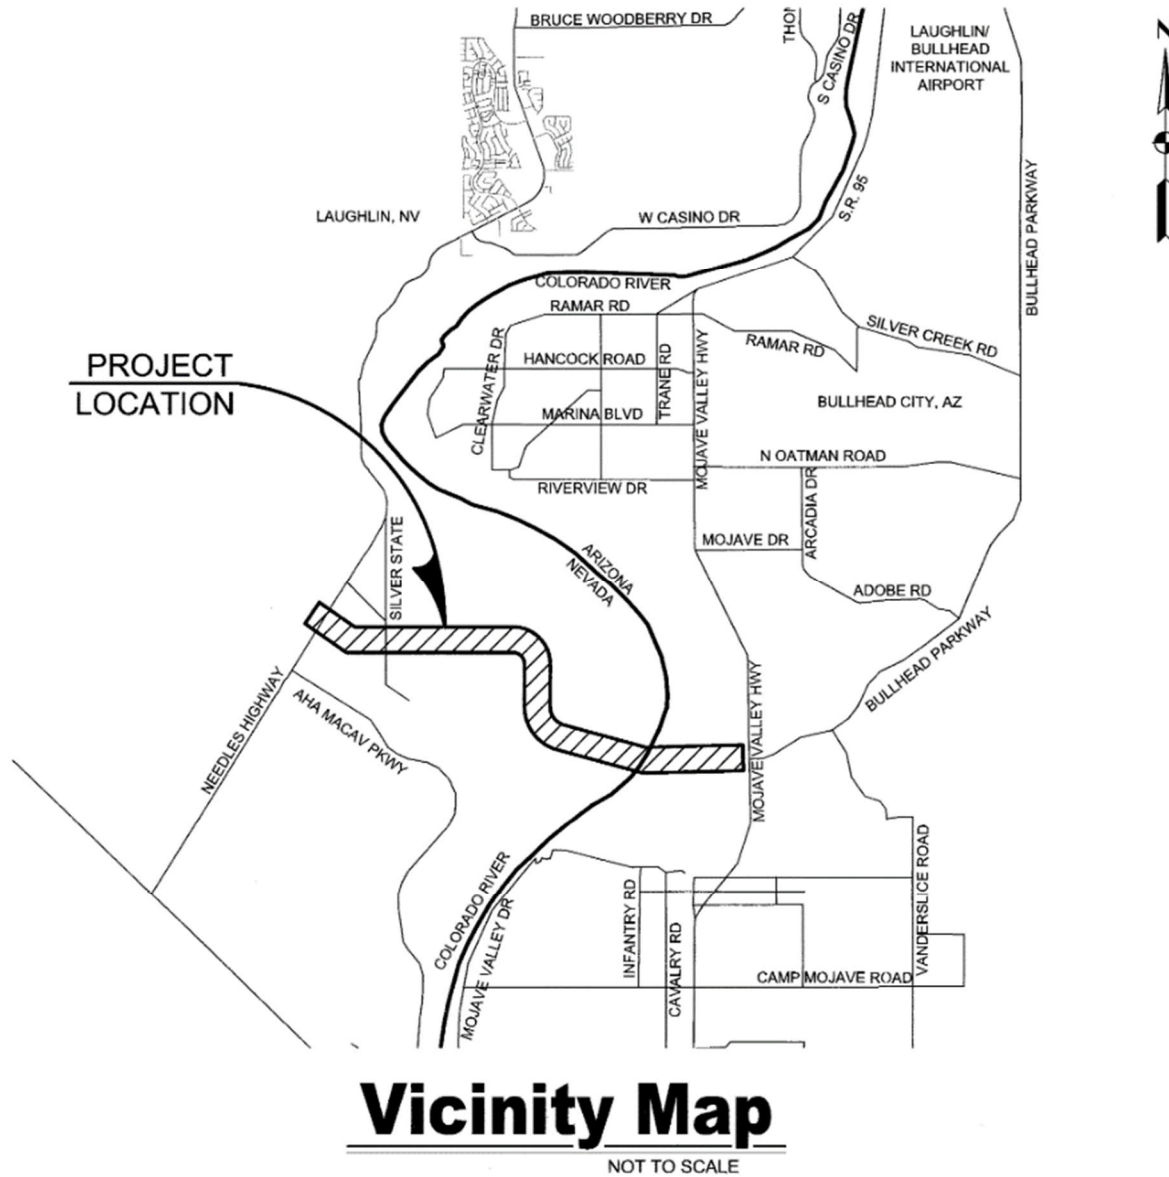 BRUCE WOODBERRY DR
THO
S CASINO DR
LAUGHLIN/
BULLHEAD
INTERNATIONAL
AIRPORT
N
BULLHEAD PARKWAY
S.R. 95
LAUGHLIN, NV
W CASINO DR
COLORADO RIVER
RAMAR RD
SILVER CREEK RD
RAMAR RD
CLEARWATER DR
HANCOCK ROAD
TRANE RD
MOJAVE VALLEY HWY
PROJECT
LOCATION
MARINA BLVD
BULLHEAD CITY, AZ
N OATMAN ROAD
RIVERVIEW DR
ARCADIA DR
MOJAVE DR
SILVER STATE
ARIZONA
NEVADA
ADOBE RD
BULLHEAD PARKWAY
NEEDLES HIGHWAY
AHA MACAV PKWY
MOJAVE VALLEY HWY
COLORADO RIVER
MOJAVE VALLEY DR
INFANTRY RD
CAVALRY RD
VANDERSLICE ROAD
CAMP MOJAVE ROAD
Vicinity Map
NOT TO SCALE